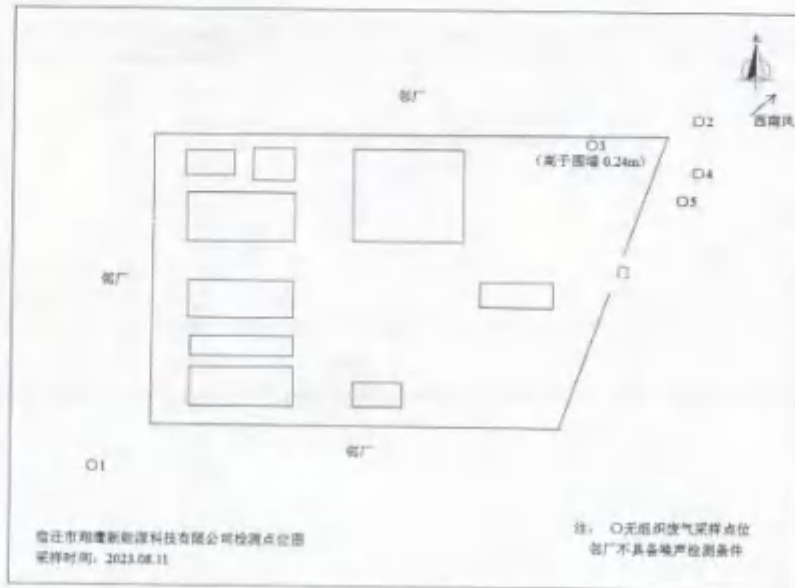 北
邻厂
○2
西南风
○3
(高于围墙 0.24m)
○4
○5
邻厂
门
邻厂
○1
宿迁市翔鹰新能源科技有限公司检测点位图
采样时间：2023.08.11
注： ○无组织废气采样点位
邻厂不具备噪声检测条件